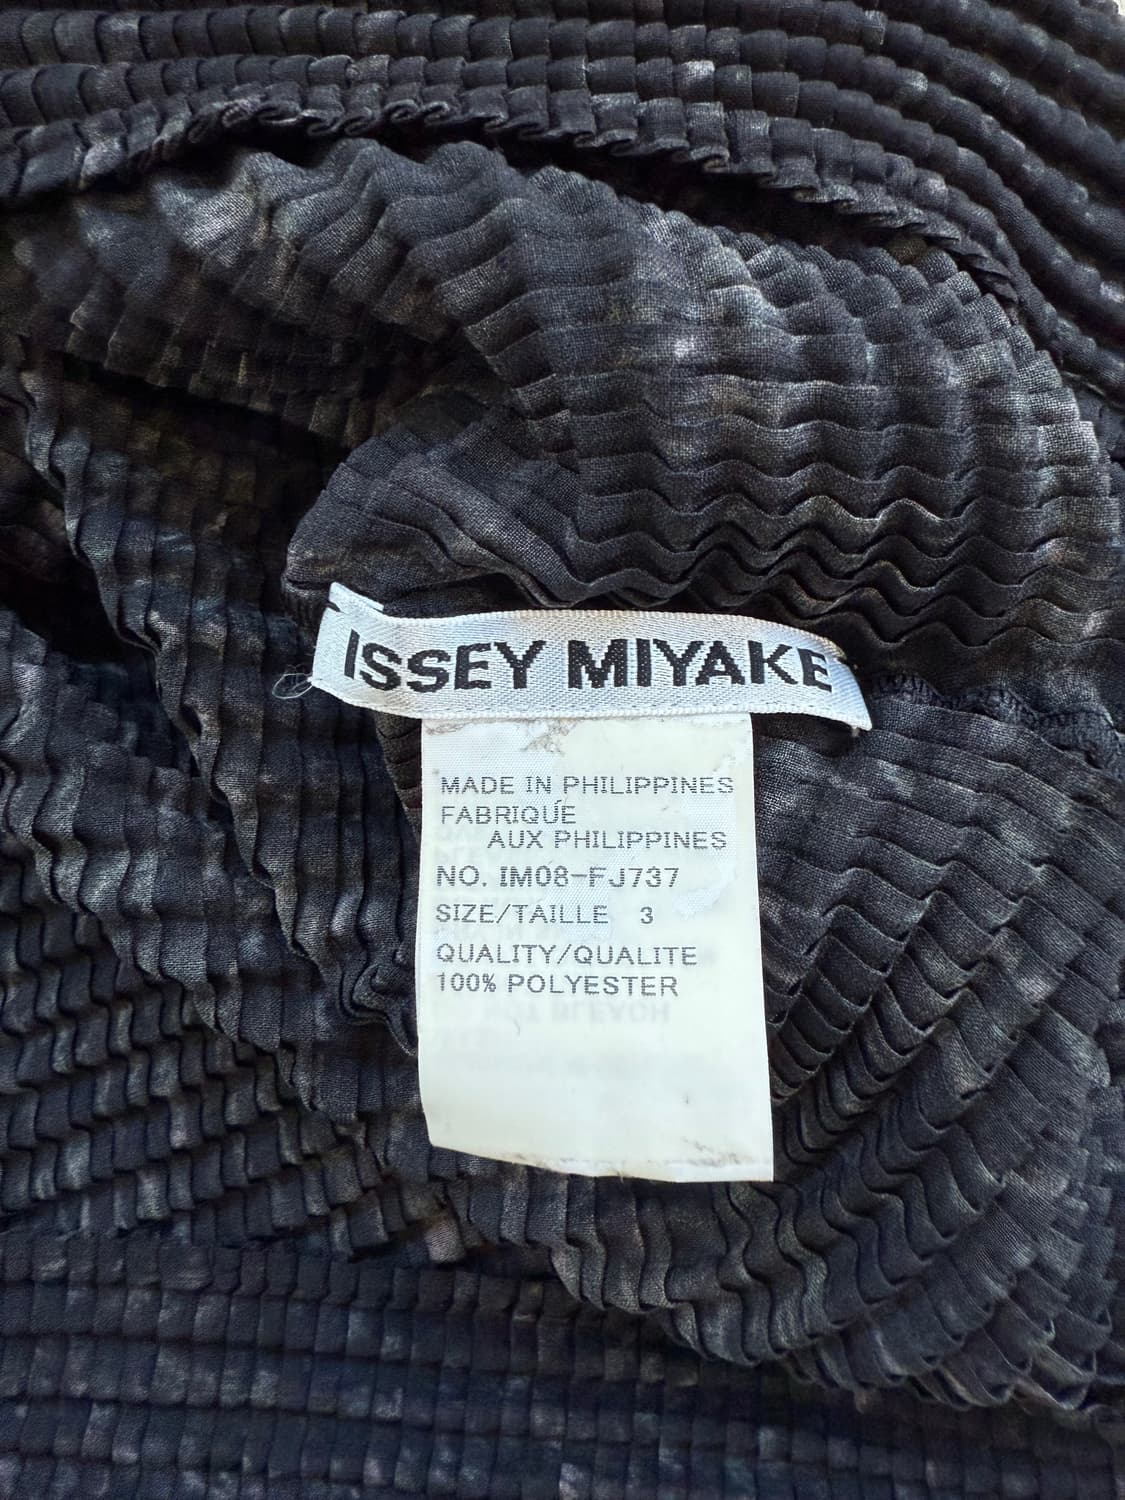 ISSEY MIYAKE
MADE IN PHILIPPINES
FABRIQUÉ
AUX PHILIPPINES
NO. IM08-FJ737
SIZE/TAILLE 3
QUALITY/QUALITE
100% POLYESTER